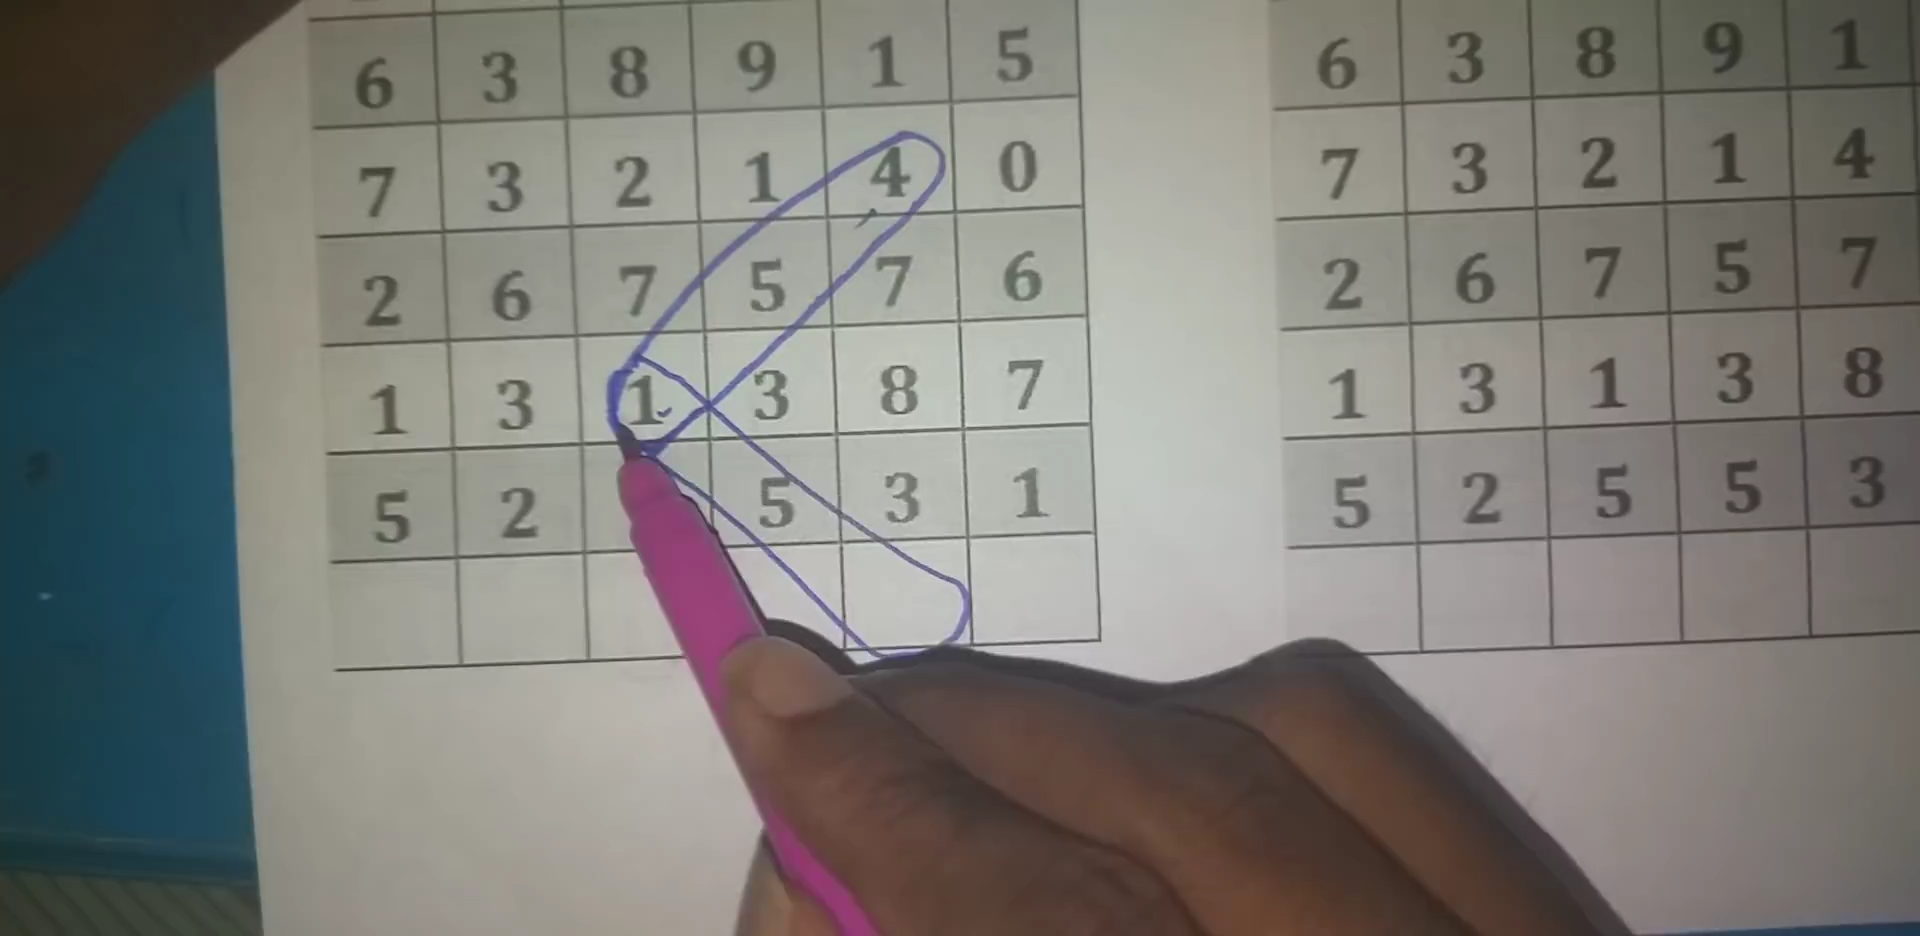 6 3 8 9 1 5
7 3 2 1 4 0
2 6 7 5 7 6
1 3 1 3 8 7
5 2 5 3 1
6 3 8 9 1
7 3 2 1 4
2 6 7 5 7
1 3 1 3 8
5 2 5 5 3